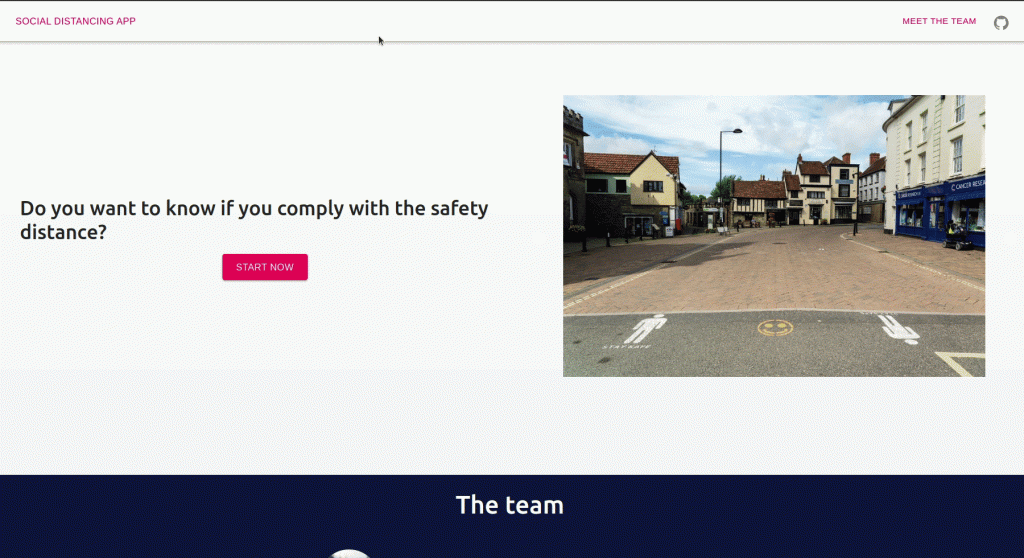 SOCIAL DISTANCING APP
MEET THE TEAM
Do you want to know if you comply with the safety
distance?
START NOW
CANCER RESEA
STAY SAFE
The team